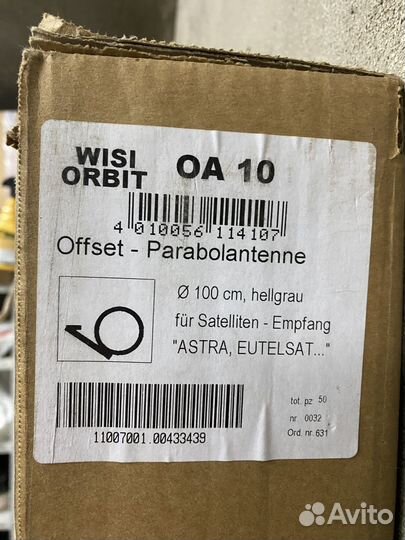 WISI ORBIT OA 10
4 010056 114107
Offset - Parabolantenne
Ø 100 cm, hellgrau
für Satelliten - Empfang
"ASTRA, EUTELSAT..."
tot. pz 50
nr. 0032
Ord. nr. 631
11007001.00433439
Avito